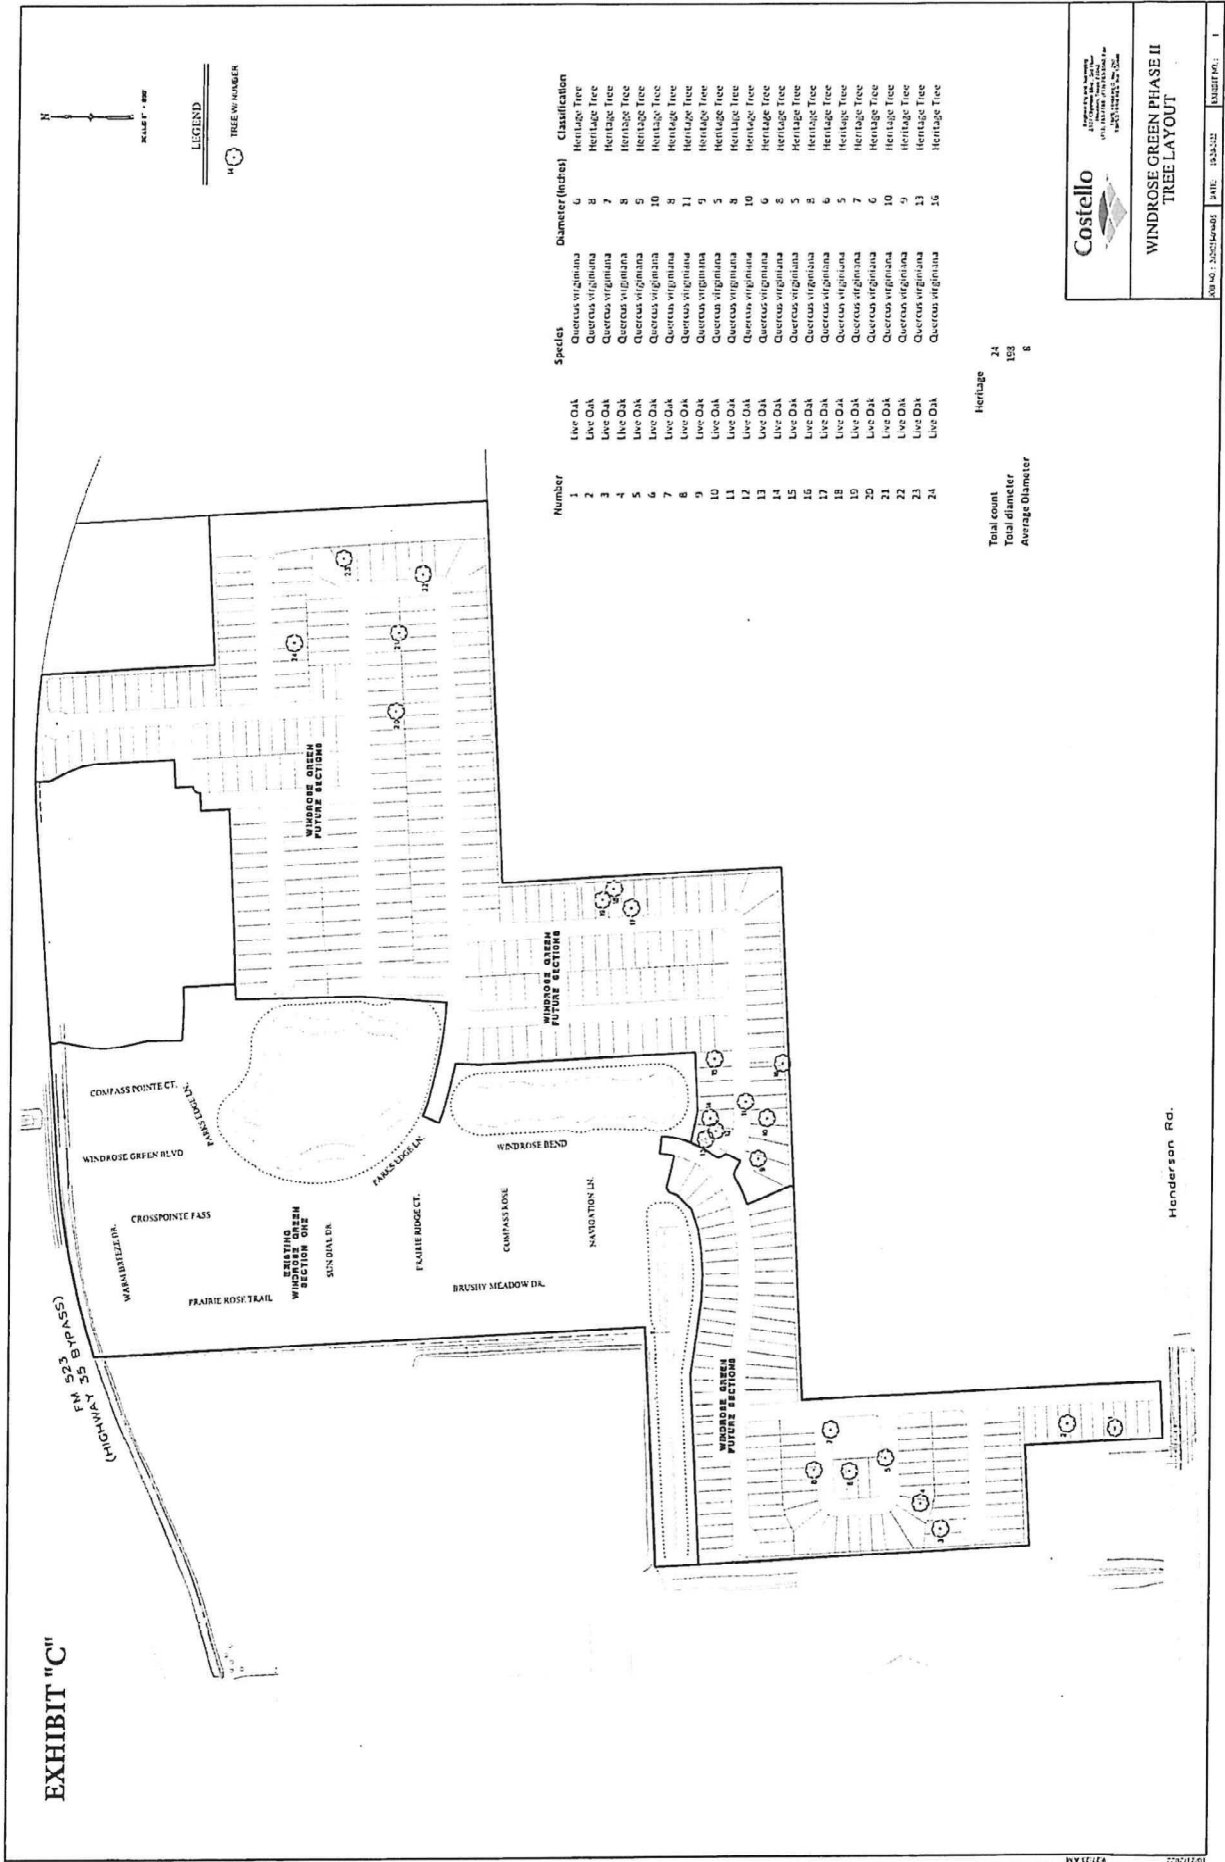 EXHIBIT "C"
FM 523
(HIGHWAY 35 BYPASS)
N
LEGEND
TREE W/ NUMBER
COMPASS POINTE CT.
PARKS EDGE LN.
WINDROSE GREEN BLVD
CROSSPOINTE PASS
WARM BREEZE DR.
PRAIRIE ROSE TRAIL
EXISTING
WINDROSE GREEN
SECTION ONE
SUN DIAL DR.
PARKS EDGE LN.
PRAIRIE RIDGE CT.
WINDROSE BEND
COMPASS ROSE
NAVIGATION LN.
BRUSHY MEADOW DR.
WINDROSE GREEN
FUTURE SECTIONS
WINDROSE GREEN
FUTURE SECTIONS
WINDROSE GREEN
FUTURE SECTIONS
Henderson Rd.
Number Species Diameter (Inches) Classification
1 Live Oak Quercus virginiana 6 Heritage Tree
2 Live Oak Quercus virginiana 8 Heritage Tree
3 Live Oak Quercus virginiana 7 Heritage Tree
4 Live Oak Quercus virginiana 8 Heritage Tree
5 Live Oak Quercus virginiana 9 Heritage Tree
6 Live Oak Quercus virginiana 10 Heritage Tree
7 Live Oak Quercus virginiana 8 Heritage Tree
8 Live Oak Quercus virginiana 11 Heritage Tree
9 Live Oak Quercus virginiana 9 Heritage Tree
10 Live Oak Quercus virginiana 5 Heritage Tree
11 Live Oak Quercus virginiana 8 Heritage Tree
12 Live Oak Quercus virginiana 10 Heritage Tree
13 Live Oak Quercus virginiana 6 Heritage Tree
14 Live Oak Quercus virginiana 8 Heritage Tree
15 Live Oak Quercus virginiana 5 Heritage Tree
16 Live Oak Quercus virginiana 8 Heritage Tree
17 Live Oak Quercus virginiana 6 Heritage Tree
18 Live Oak Quercus virginiana 5 Heritage Tree
19 Live Oak Quercus virginiana 7 Heritage Tree
20 Live Oak Quercus virginiana 6 Heritage Tree
21 Live Oak Quercus virginiana 10 Heritage Tree
22 Live Oak Quercus virginiana 9 Heritage Tree
23 Live Oak Quercus virginiana 13 Heritage Tree
24 Live Oak Quercus virginiana 16 Heritage Tree
Heritage
Total count 24
Total diameter 198
Average Diameter 8
Costello
WINDROSE GREEN PHASE II
TREE LAYOUT
DATE:
EXHIBIT NO.: 1